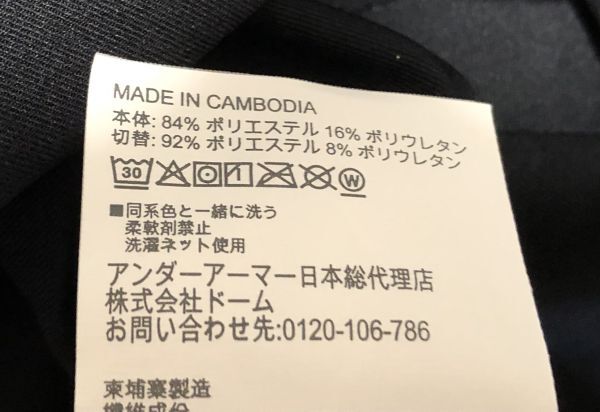 MADE IN CAMBODIA
本体: 84% ポリエステル 16% ポリウレタン
切替: 92% ポリエステル 8% ポリウレタン
30 W
■同系色と一緒に洗う
柔軟剤禁止
洗濯ネット使用
アンダーアーマー日本総代理店
株式会社ドーム
お問い合わせ先:0120-106-786
柬埔寨製造